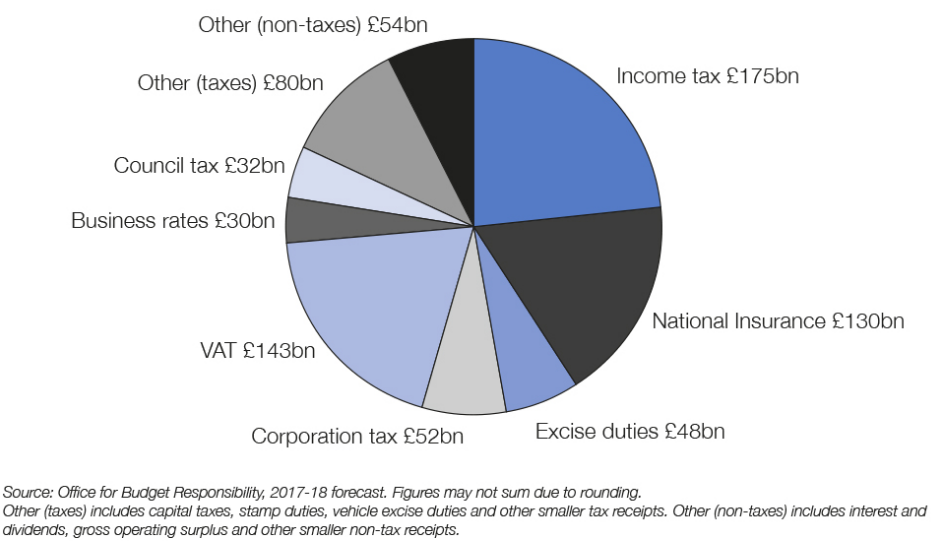 Other (non-taxes) £54bn
Income tax £175bn
Other (taxes) £80bn
Council tax £32bn
Business rates £30bn
National Insurance £130bn
VAT £143bn
Corporation tax £52bn
Excise duties £48bn
Source: Office for Budget Responsibility, 2017-18 forecast. Figures may not sum due to rounding.
Other (taxes) includes capital taxes, stamp duties, vehicle excise duties and other smaller tax receipts. Other (non-taxes) includes interest and
dividends, gross operating surplus and other smaller non-tax receipts.